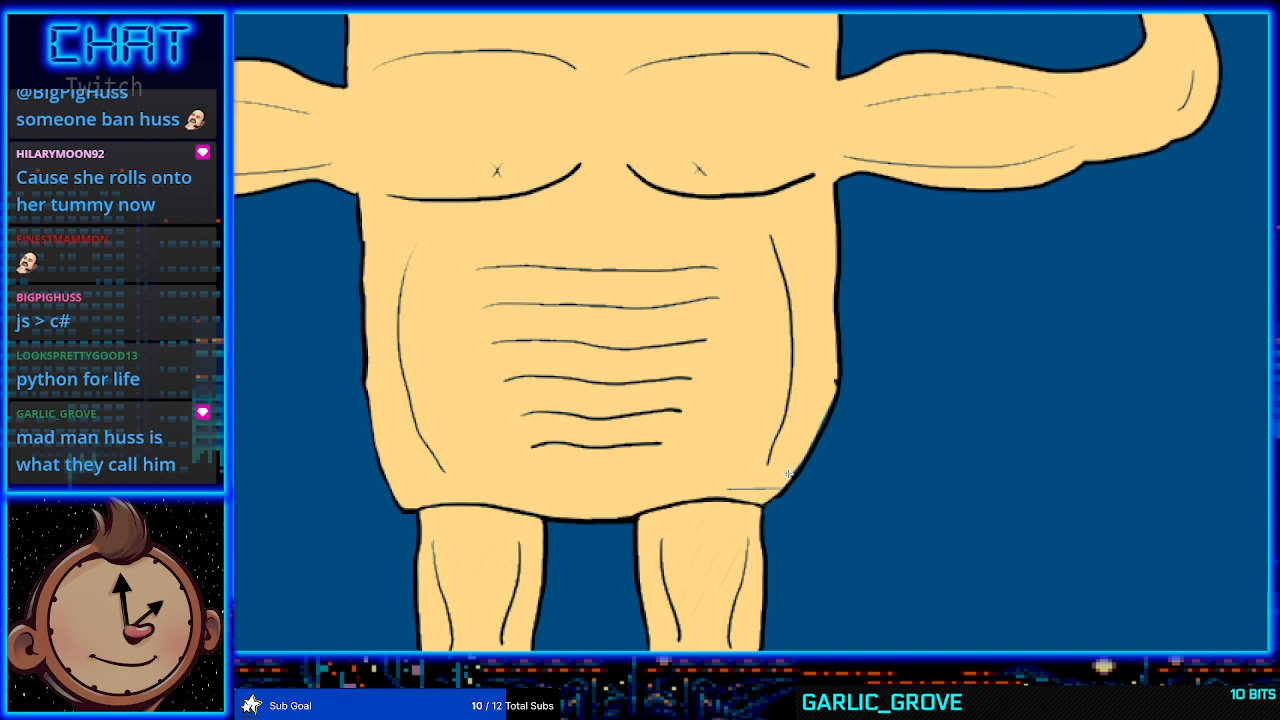 CHAT
Twitch
@BigPigHuss
someone ban huss
HILARYMOON92
Cause she rolls onto
her tummy now
FINESTMAMMON
BIGPIGHUSS
js > c#
LOOKSPRETTYGOOD13
python for life
GARLIC_GROVE
mad man huss is
what they call him
Sub Goal
10 / 12 Total Subs
GARLIC_GROVE
10 BITS